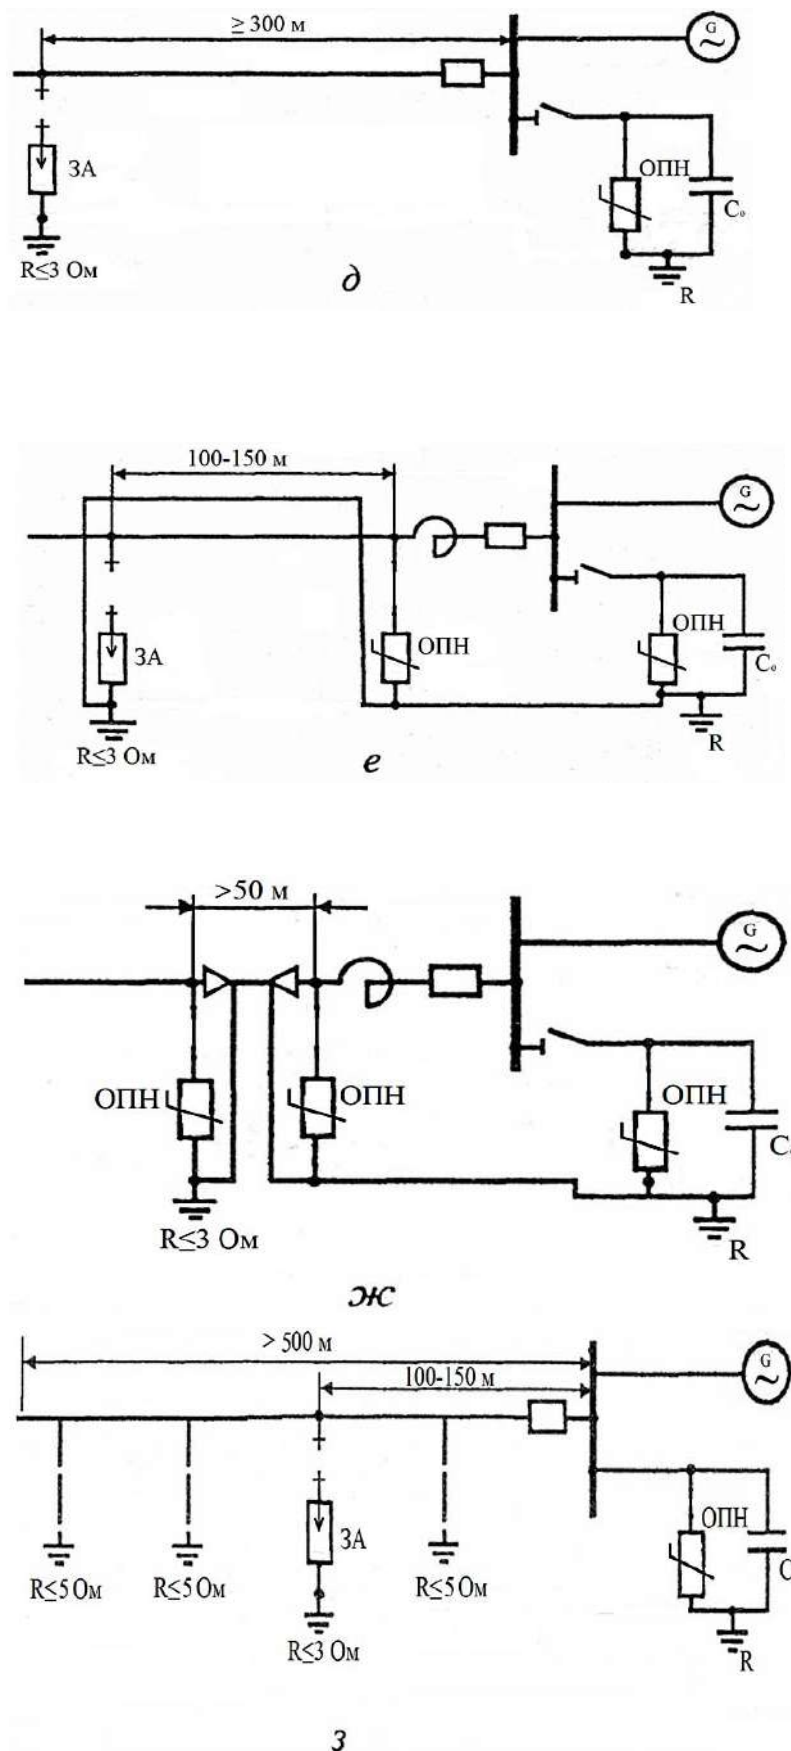 ≥ 300 м
G
ЗА
ОПН
C₀
R≤3 Ом
R
д
100-150 м
G
ЗА
ОПН
ОПН
C₀
R≤3 Ом
R
е
>50 м
G
ОПН
ОПН
ОПН
C
R≤3 Ом
R
ж
> 500 м
G
100-150 м
ЗА
ОПН
C
R≤5 Ом
R≤5 Ом
R≤5 Ом
R≤3 Ом
R
з